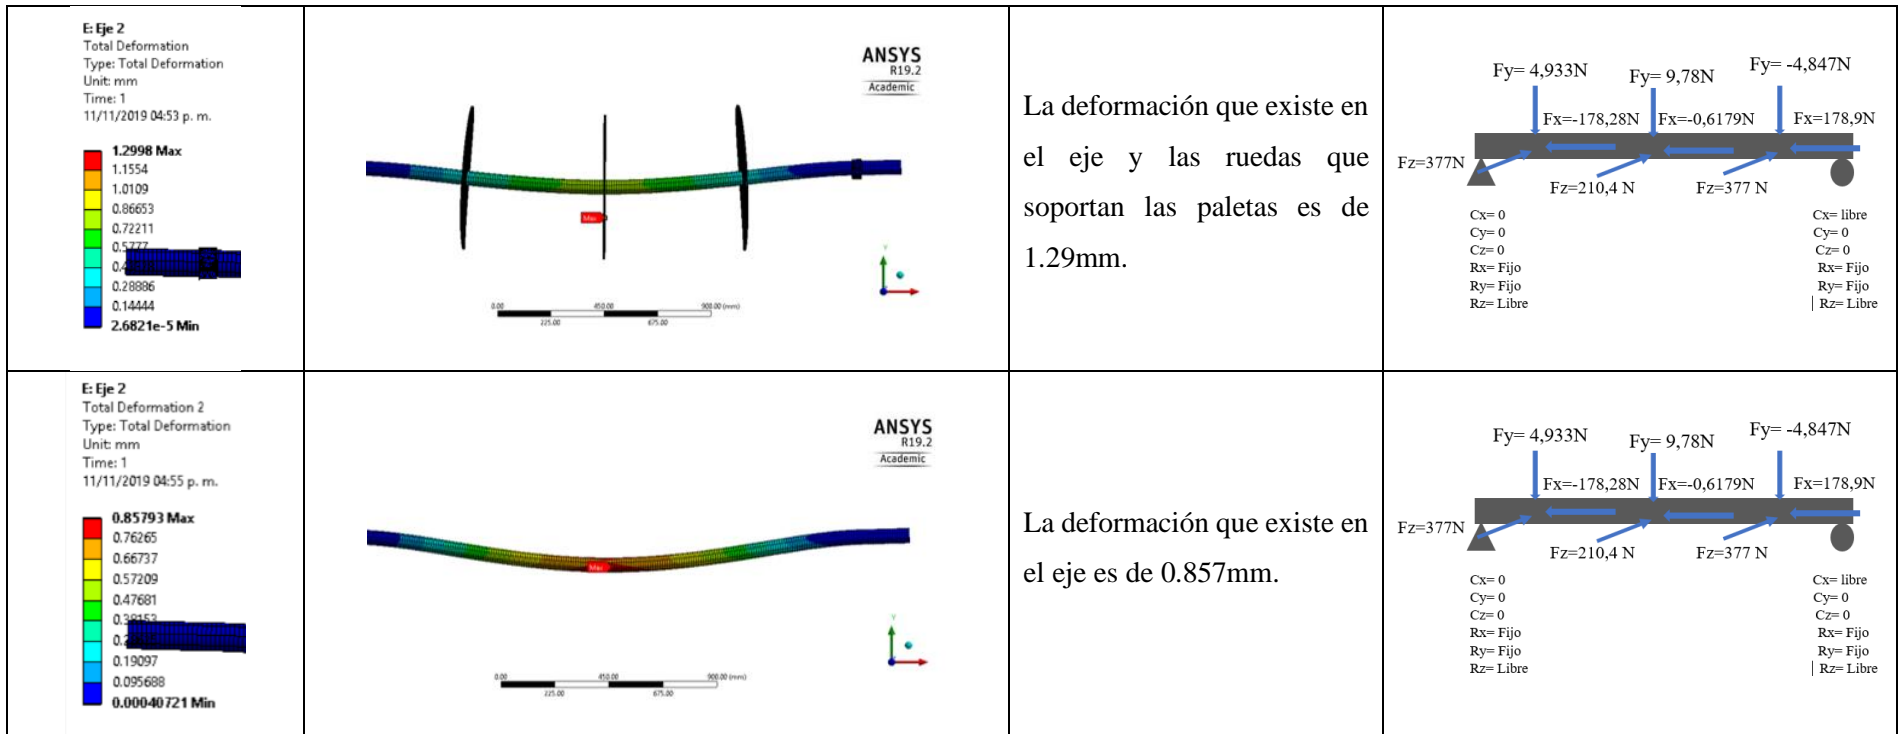 E: Eje 2
Total Deformation
Type: Total Deformation
Unit: mm
Time: 1
11/11/2019 04:53 p. m.
1.2998 Max
1.1554
1.0109
0.86653
0.72211
0.5777
0.28886
0.14444
2.6821e-5 Min
ANSYS
R19.2
Academic
Max
Y
0.00
450.00
900.00 (mm)
225.00
675.00
La deformación que existe en
el eje y las ruedas que
soportan las paletas es de
1.29mm.
Fy= 4,933N
Fy= 9,78N
Fy= -4,847N
Fx=-178,28N
Fx=-0,6179N
Fx=178,9N
Fz=377N
Fz=210,4 N
Fz=377 N
Cx= 0
Cy= 0
Cz= 0
Rx= Fijo
Ry= Fijo
Rz= Libre
Cx= libre
Cy= 0
Cz= 0
Rx= Fijo
Ry= Fijo
| Rz= Libre
E: Eje 2
Total Deformation 2
Type: Total Deformation
Unit: mm
Time: 1
11/11/2019 04:55 p. m.
0.85793 Max
0.76265
0.66737
0.57209
0.47681
0.38153
0.19097
0.095688
0.00040721 Min
ANSYS
R19.2
Academic
Max
Y
0.00
450.00
900.00 (mm)
225.00
675.00
La deformación que existe en
el eje es de 0.857mm.
Fy= 4,933N
Fy= 9,78N
Fy= -4,847N
Fx=-178,28N
Fx=-0,6179N
Fx=178,9N
Fz=377N
Fz=210,4 N
Fz=377 N
Cx= 0
Cy= 0
Cz= 0
Rx= Fijo
Ry= Fijo
Rz= Libre
Cx= libre
Cy= 0
Cz= 0
Rx= Fijo
Ry= Fijo
| Rz= Libre